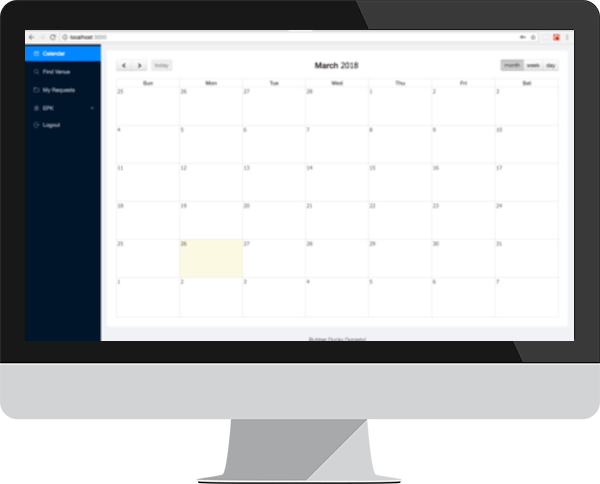 localhost:3000
Calendar
Find Venue
My Requests
EPK
Logout
today
March 2018
month week day
Sun Mon Tue Wed Thu Fri Sat
25 26 27 28 1 2 3
4 5 6 7 8 9 10
11 12 13 14 15 16 17
18 19 20 21 22 23 24
25 26 27 28 29 30 31
1 2 3 4 5 6 7